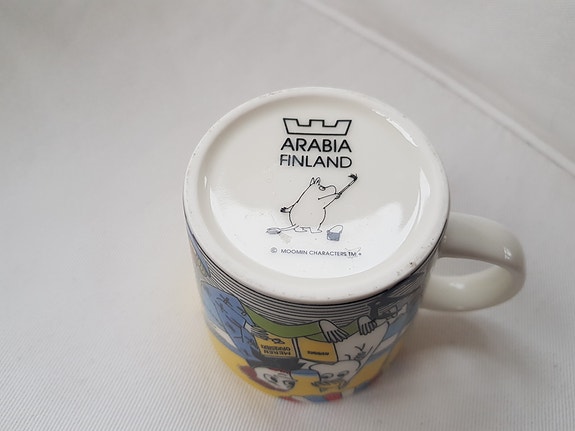 ARABIA
FINLAND
© MOOMIN CHARACTERS TM